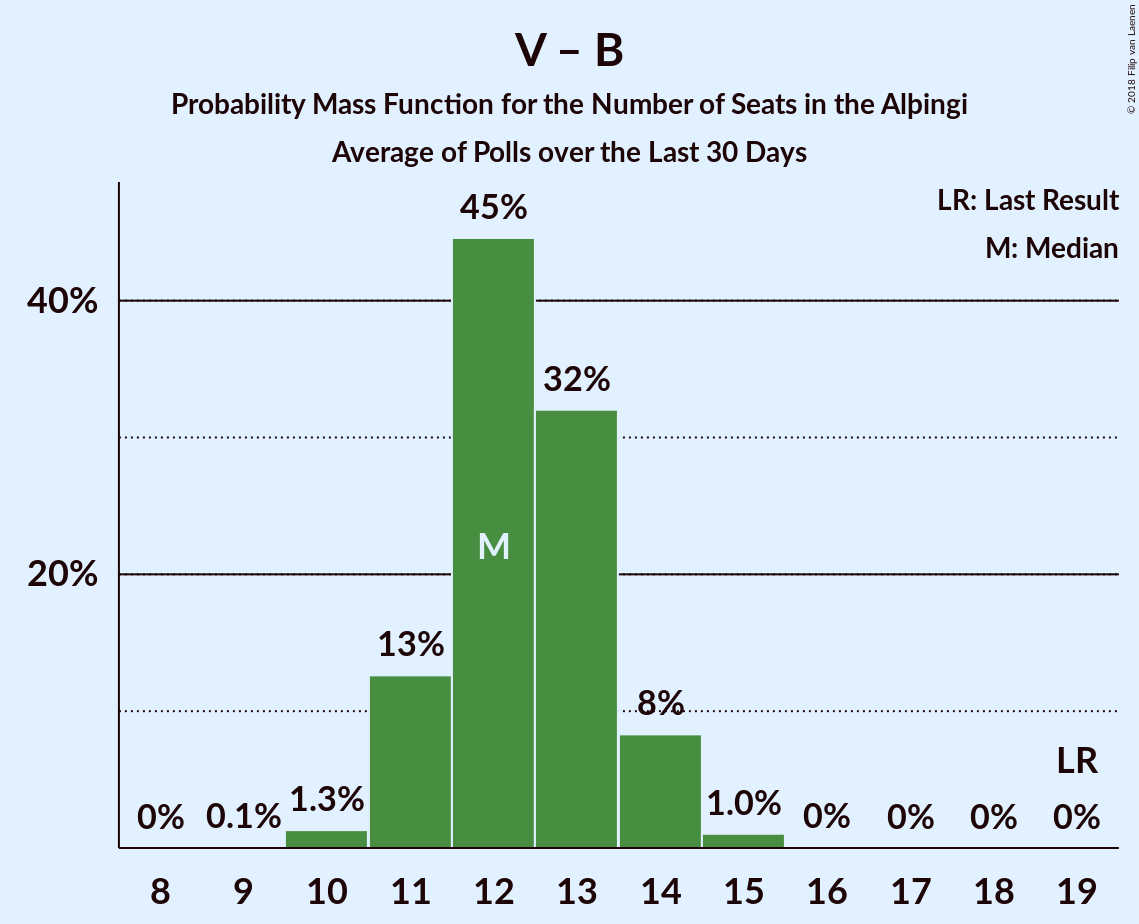 V – B
Probability Mass Function for the Number of Seats in the Alþingi
Average of Polls over the Last 30 Days
© 2018 Filip van Laenen
LR: Last Result
M: Median
40%
20%
0%
0.1%
1.3%
13%
45%
M
32%
8%
1.0%
0%
0%
0%
LR
0%
8 9 10 11 12 13 14 15 16 17 18 19